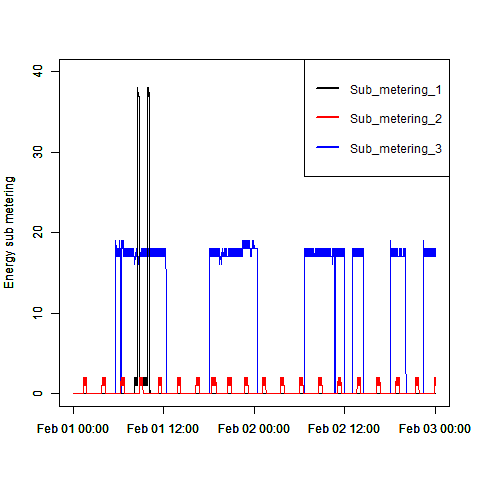 Energy sub metering
40
30
20
10
0
Sub_metering_1
Sub_metering_2
Sub_metering_3
Feb 01 00:00
Feb 01 12:00
Feb 02 00:00
Feb 02 12:00
Feb 03 00:00